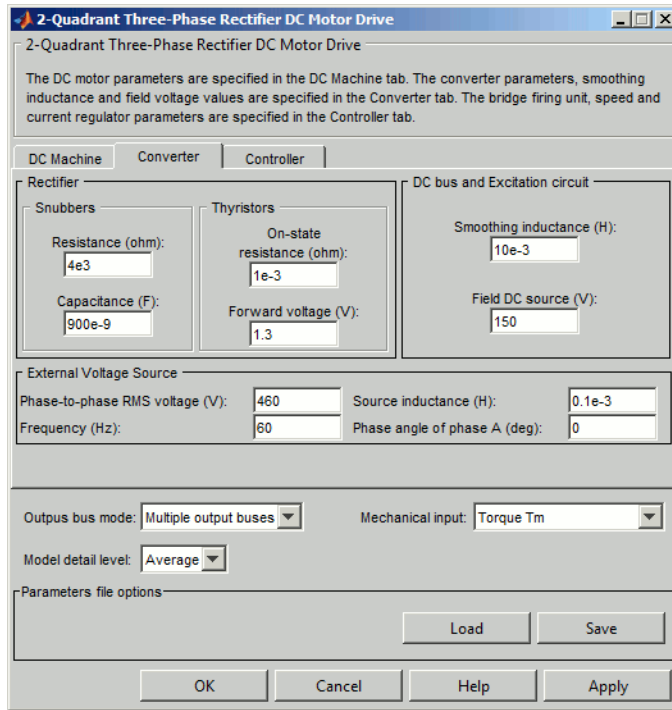 2-Quadrant Three-Phase Rectifier DC Motor Drive
2-Quadrant Three-Phase Rectifier DC Motor Drive
The DC motor parameters are specified in the DC Machine tab. The converter parameters, smoothing
inductance and field voltage values are specified in the Converter tab. The bridge firing unit, speed and
current regulator parameters are specified in the Controller tab.
DC Machine Converter Controller
Rectifier
Snubbers
Resistance (ohm):
4e3
Capacitance (F):
900e-9
Thyristors
On-state
resistance (ohm):
1e-3
Forward voltage (V):
1.3
DC bus and Excitation circuit
Smoothing inductance (H):
10e-3
Field DC source (V):
150
External Voltage Source
Phase-to-phase RMS voltage (V): 460 Source inductance (H): 0.1e-3
Frequency (Hz): 60 Phase angle of phase A (deg): 0
Outpus bus mode: Multiple output buses Mechanical input: Torque Tm
Model detail level: Average
Parameters file options
Load Save
OK Cancel Help Apply